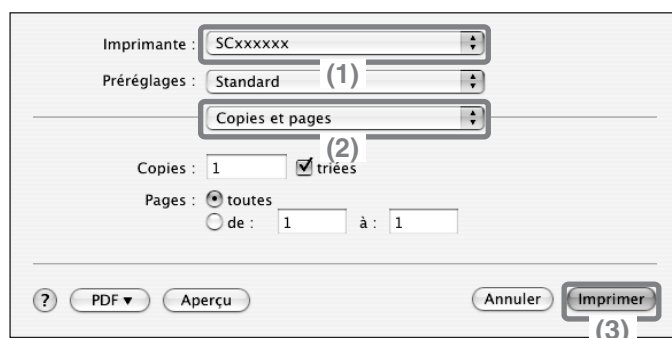 Imprimante : SCxxxxxx
(1)
Préréglages : Standard
Copies et pages
(2)
Copies : 1 triées
Pages : toutes
de : 1 à : 1
? PDF ▼ Aperçu Annuler Imprimer
(3)